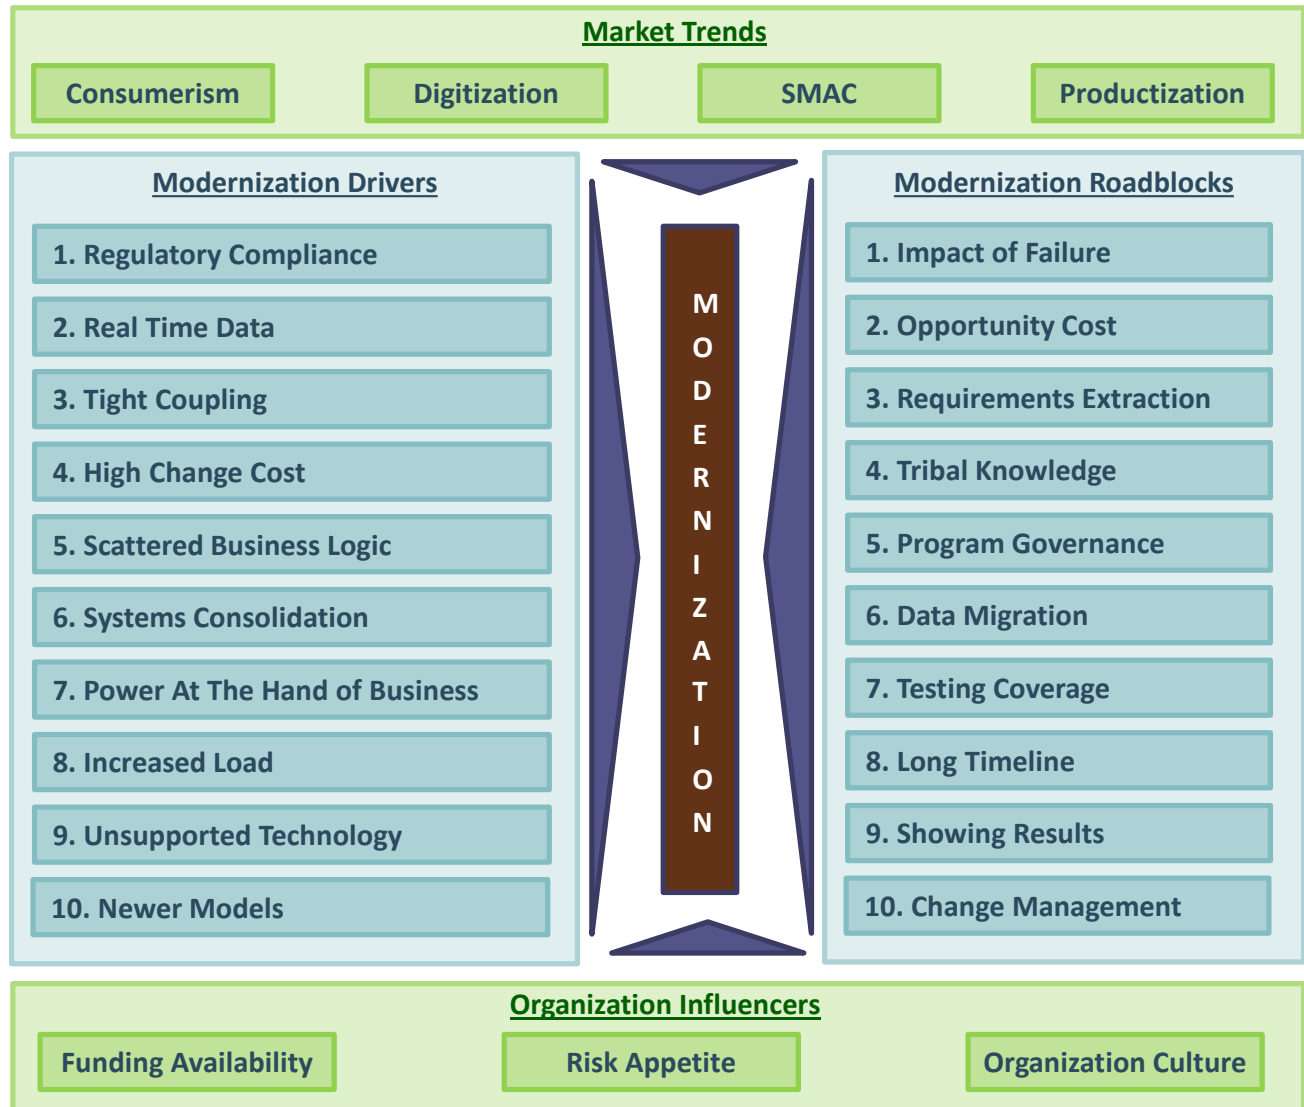 Market Trends
Consumerism
Digitization
SMAC
Productization
Modernization Drivers
1. Regulatory Compliance
2. Real Time Data
3. Tight Coupling
4. High Change Cost
5. Scattered Business Logic
6. Systems Consolidation
7. Power At The Hand of Business
8. Increased Load
9. Unsupported Technology
10. Newer Models
MODERNIZATION
Modernization Roadblocks
1. Impact of Failure
2. Opportunity Cost
3. Requirements Extraction
4. Tribal Knowledge
5. Program Governance
6. Data Migration
7. Testing Coverage
8. Long Timeline
9. Showing Results
10. Change Management
Organization Influencers
Funding Availability
Risk Appetite
Organization Culture